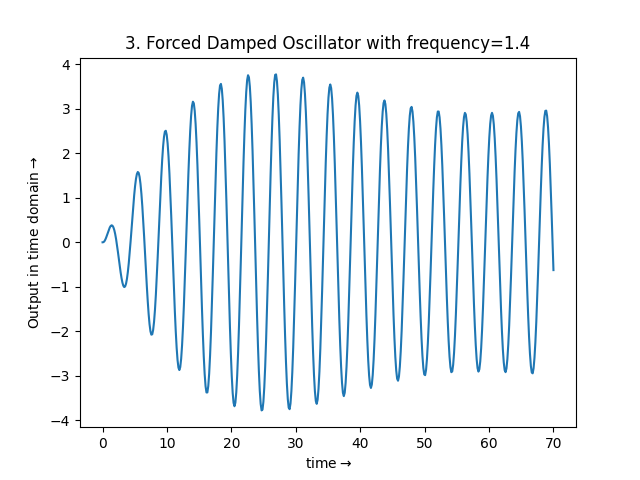 3. Forced Damped Oscillator with frequency=1.4
4
3
2
1
0
−1
−2
−3
−4
Output in time domain→
0 10 20 30 40 50 60 70
time→